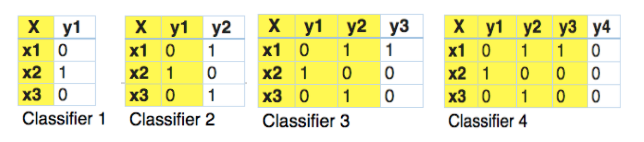 X y1
x1 0
x2 1
x3 0
Classifier 1
X y1 y2
x1 0 1
x2 1 0
x3 0 1
Classifier 2
X y1 y2 y3
x1 0 1 1
x2 1 0 0
x3 0 1 0
Classifier 3
X y1 y2 y3 y4
x1 0 1 1 0
x2 1 0 0 0
x3 0 1 0 0
Classifier 4